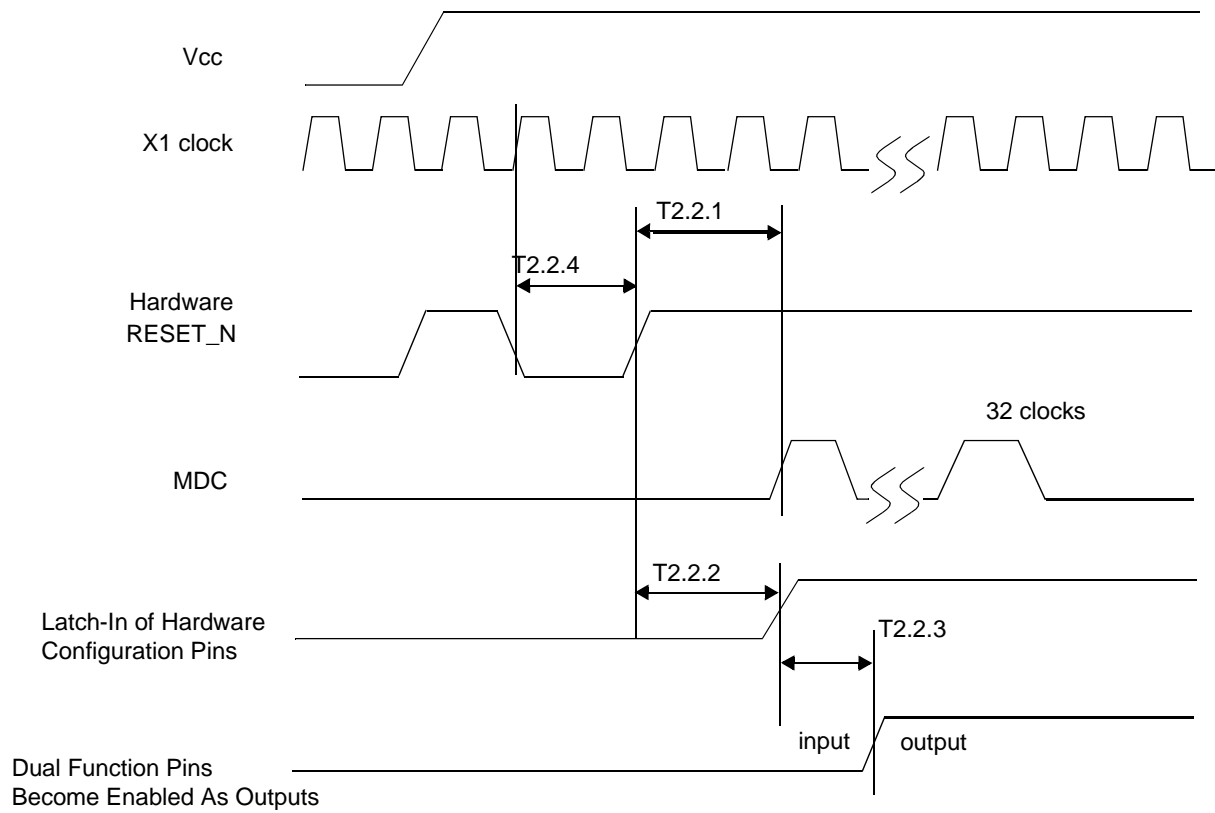 Vcc
X1 clock
T2.2.1
T2.2.4
Hardware
RESET_N
32 clocks
MDC
T2.2.2
Latch-In of Hardware
Configuration Pins
T2.2.3
input
output
Dual Function Pins
Become Enabled As Outputs